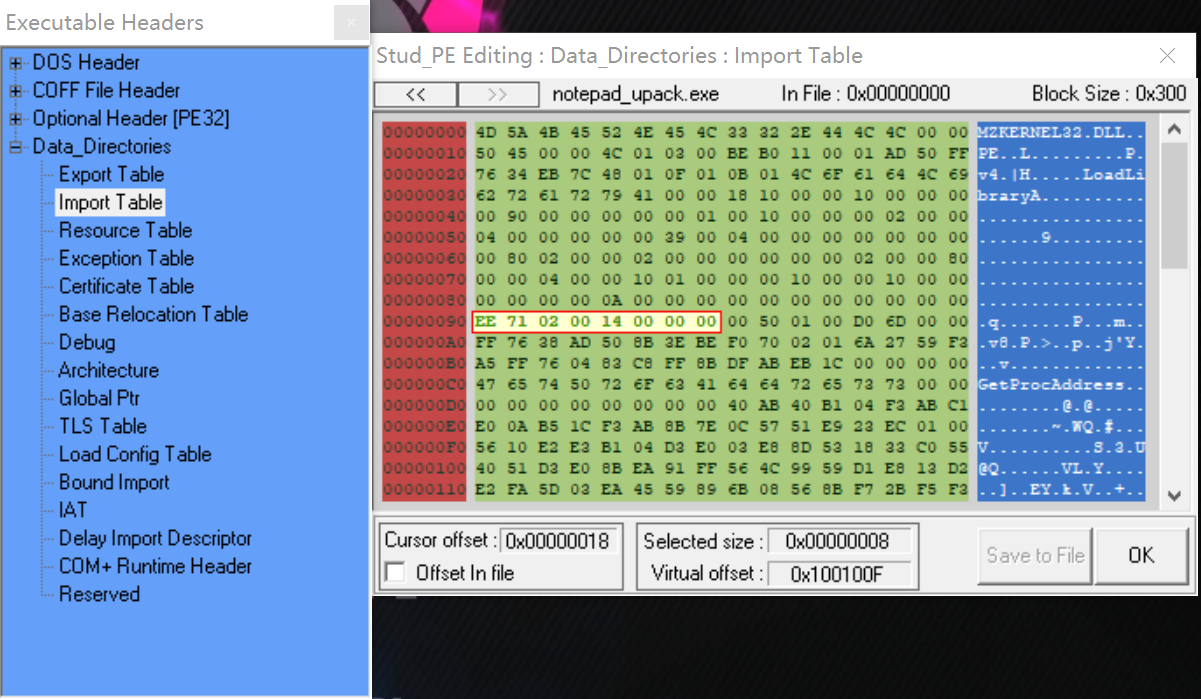 Executable Headers
DOS Header
COFF File Header
Optional Header [PE32]
Data_Directories
Export Table
Import Table
Resource Table
Exception Table
Certificate Table
Base Relocation Table
Debug
Architecture
Global Ptr
TLS Table
Load Config Table
Bound Import
IAT
Delay Import Descriptor
COM+ Runtime Header
Reserved
Stud_PE Editing : Data_Directories : Import Table
<< >> notepad_upack.exe In File : 0x00000000 Block Size : 0x300
00000000 4D 5A 4B 45 52 4E 45 4C 33 32 2E 44 4C 4C 00 00 MZKERNEL32.DLL..
00000010 50 45 00 00 4C 01 03 00 BE B0 11 00 01 AD 50 FF PE..L.........P.
00000020 76 34 EB 7C 48 01 0F 01 0B 01 4C 6F 61 64 4C 69 v4.|H.....LoadLi
00000030 62 72 61 72 79 41 00 00 18 10 00 00 10 00 00 00 braryA..........
00000040 00 90 00 00 00 00 00 01 00 10 00 00 00 02 00 00 ................
00000050 04 00 00 00 00 00 39 00 04 00 00 00 00 00 00 00 ......9.........
00000060 00 80 02 00 00 02 00 00 00 00 00 00 02 00 00 80 ................
00000070 00 00 04 00 00 10 01 00 00 00 00 10 00 00 10 00 ................
00000080 00 00 00 00 0A 00 00 00 00 00 00 00 00 00 00 00 ................
00000090 EE 71 02 00 14 00 00 00 00 50 01 00 D0 6D 00 00 .q.......P...m..
000000A0 FF 76 38 AD 50 8B 3E BE F0 70 02 01 6A 27 59 F3 .v8.P.>..p..j'Y.
000000B0 A5 FF 76 04 83 C8 FF 8B DF AB EB 1C 00 00 00 00 ..v.............
000000C0 47 65 74 50 72 6F 63 41 64 64 72 65 73 73 00 00 GetProcAddress..
000000D0 00 00 00 00 00 00 00 00 40 AB 40 B1 04 F3 AB C1 ........@.@.....
000000E0 E0 0A B5 1C F3 AB 8B 7E 0C 57 51 E9 23 EC 01 00 .......~.WQ.#...
000000F0 56 10 E2 E3 B1 04 D3 E0 03 E8 8D 53 18 33 C0 55 V..........S.3.U
00000100 40 51 D3 E0 8B EA 91 FF 56 4C 99 59 D1 E8 13 D2 @Q......VL.Y....
00000110 E2 FA 5D 03 EA 45 59 89 6B 08 56 8B F7 2B F5 F3 ..]..EY.k.V..+..
Cursor offset : 0x00000018
Offset In file
Selected size : 0x00000008
Virtual offset : 0x100100F
Save to File
OK